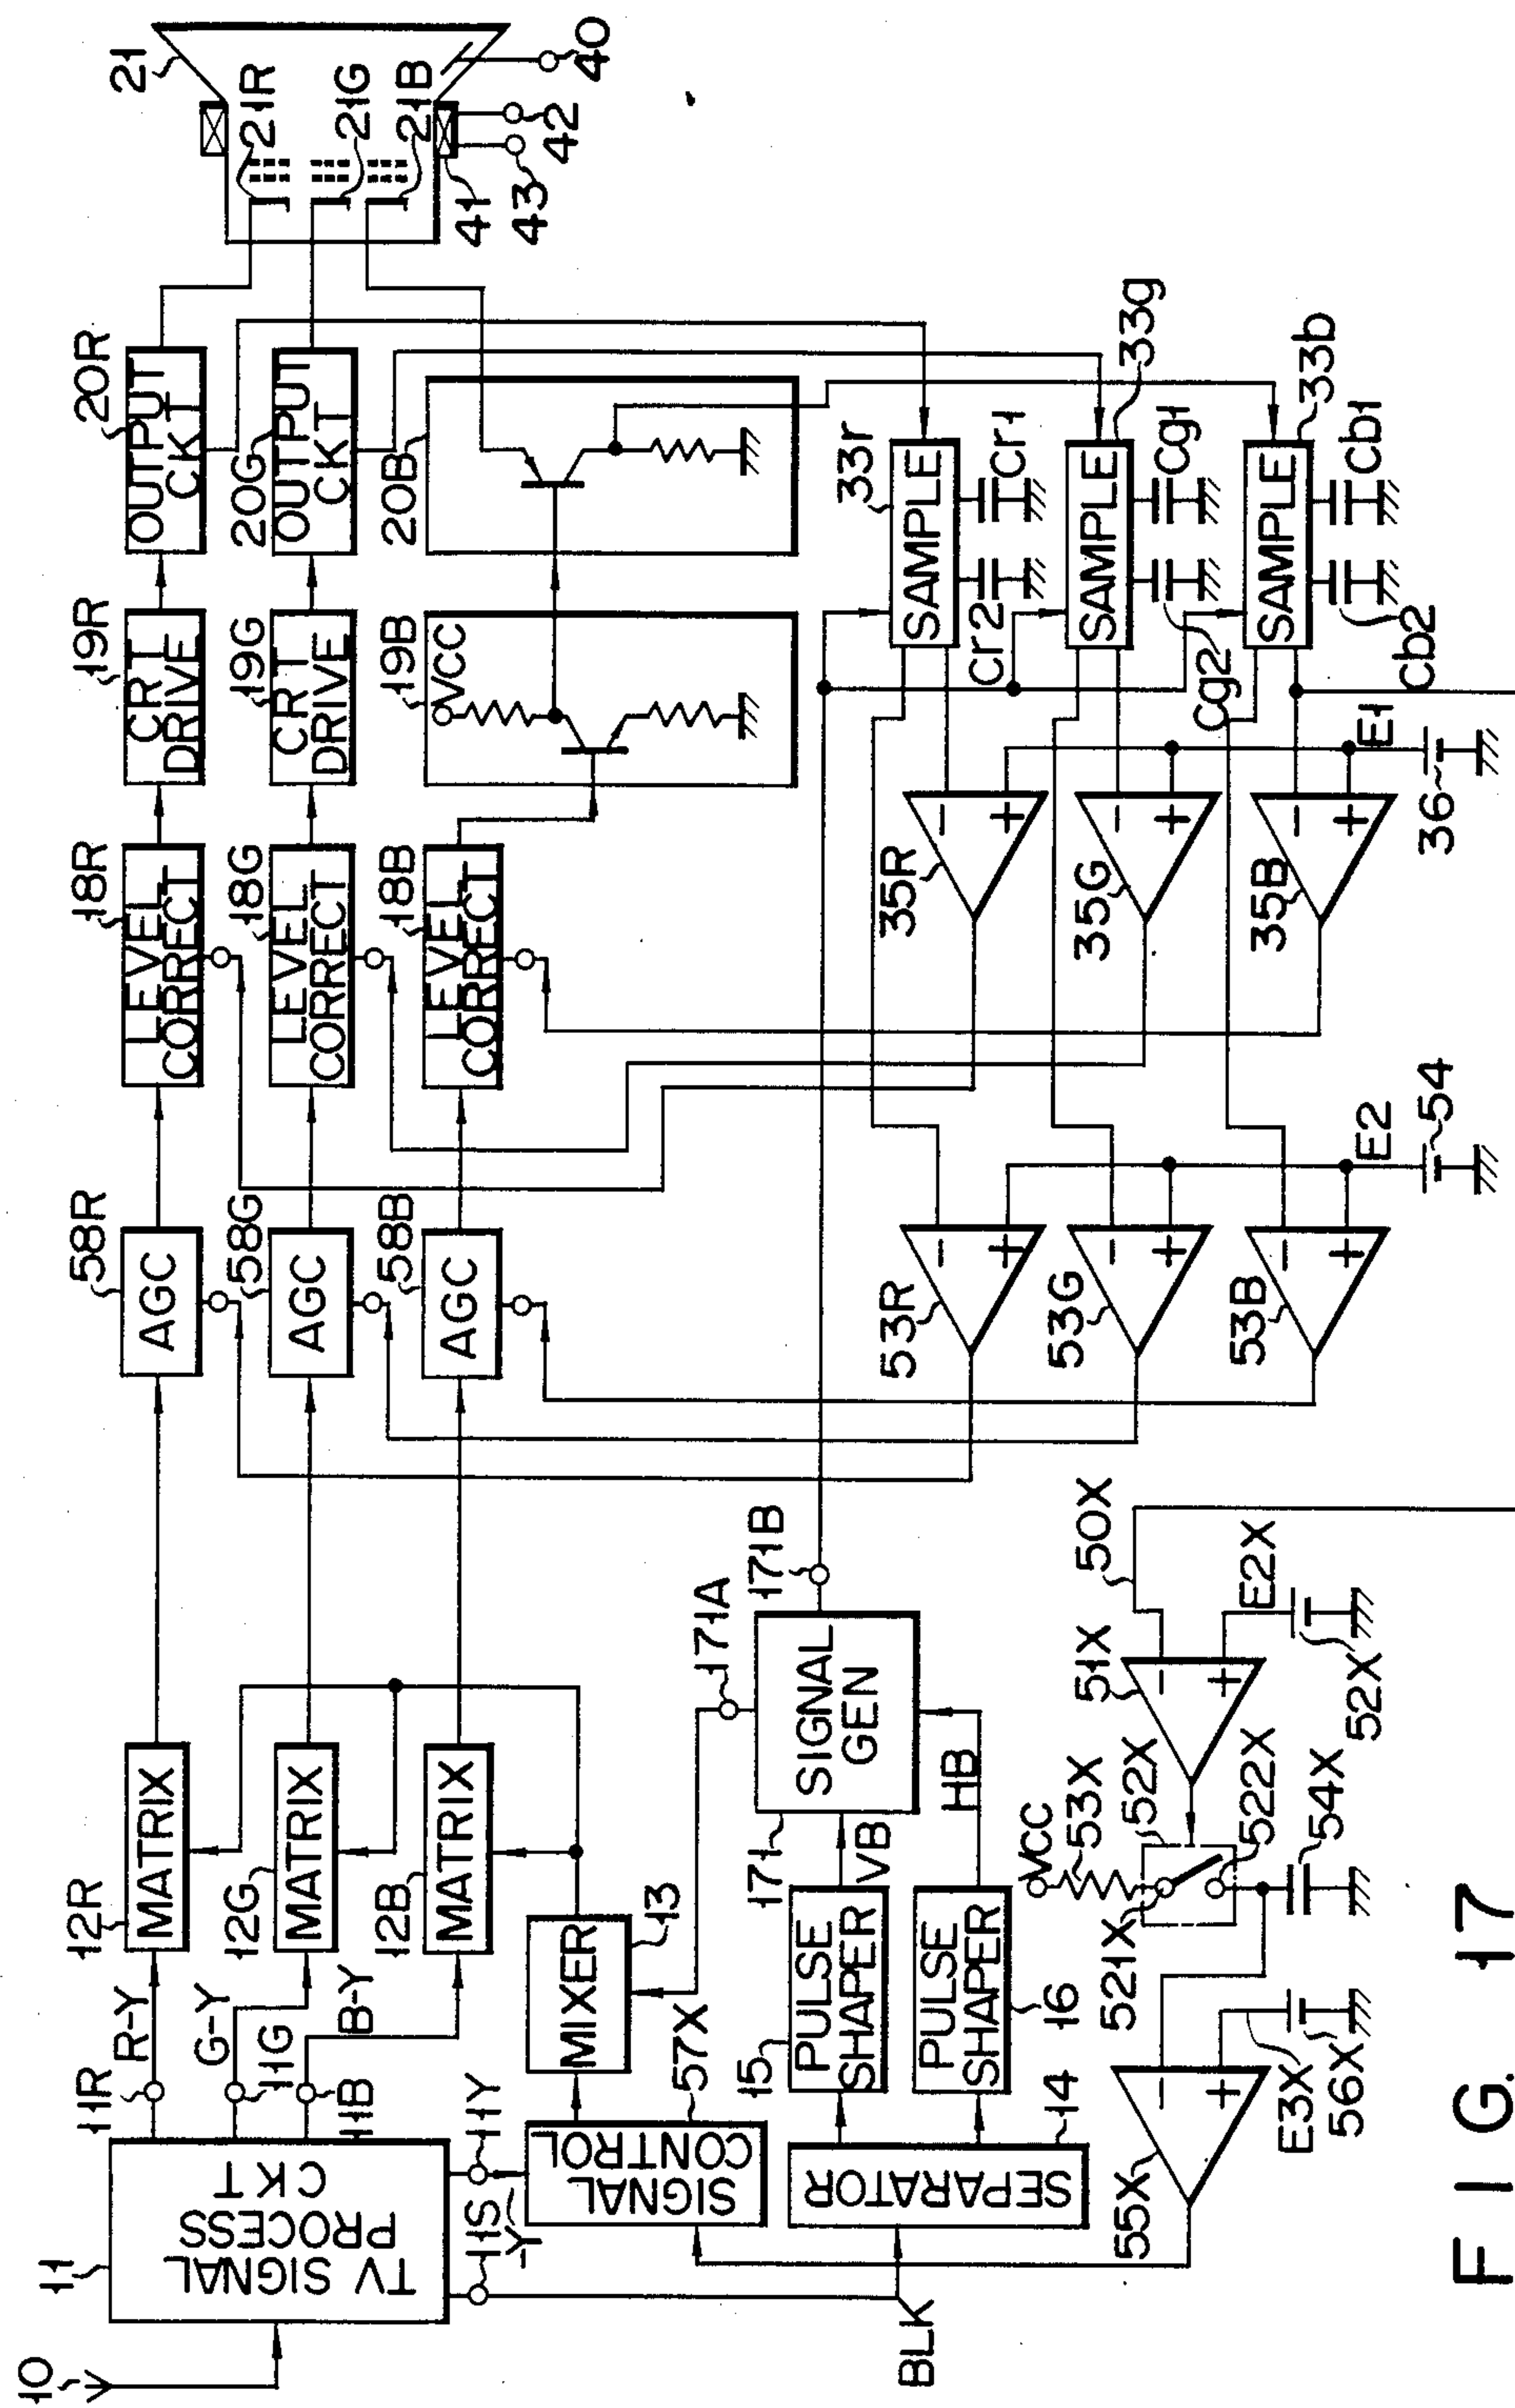 10
11
TV SIGNAL
PROCESS
CKT
11R
R-Y
G-Y
11G
B-Y
11B
11Y
11S
-Y
12R
MATRIX
12G
MATRIX
12B
MATRIX
58R
AGC
58G
AGC
58B
AGC
18R
LEVEL
CORRECT
18G
LEVEL
CORRECT
18B
LEVEL
CORRECT
19R
CRT
DRIVE
19G
CRT
DRIVE
19B
VCC
20R
OUTPUT
CKT
20G
OUTPUT
CKT
20B
21
21R
21G
21B
40
41
42
43
SIGNAL
CONTROL
57X
MIXER
13
BLK
SEPARATOR
14
15
PULSE
SHAPER
VB
PULSE
SHAPER
16
HB
171
SIGNAL
GEN
171A
171B
53R
-
+
53G
-
+
53B
-
+
E2
54
35R
-
+
35G
-
+
35B
-
+
E1
36
33r
SAMPLE
Cr2
Cr1
33g
SAMPLE
Cg2
Cg1
33b
SAMPLE
Cb2
Cb1
55X
-
+
E3X
56X
521X
VCC
53X
52X
522X
54X
51X
-
+
50X
E2X
52X
FIG. 17